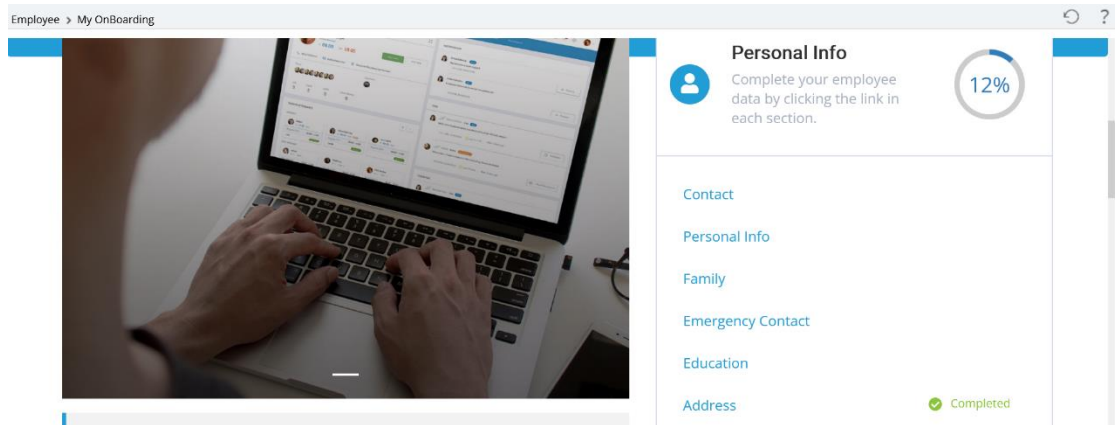 Employee > My OnBoarding
?
Personal Info
Complete your employee
data by clicking the link in
each section.
12%
Contact
Personal Info
Family
Emergency Contact
Education
Address
Completed